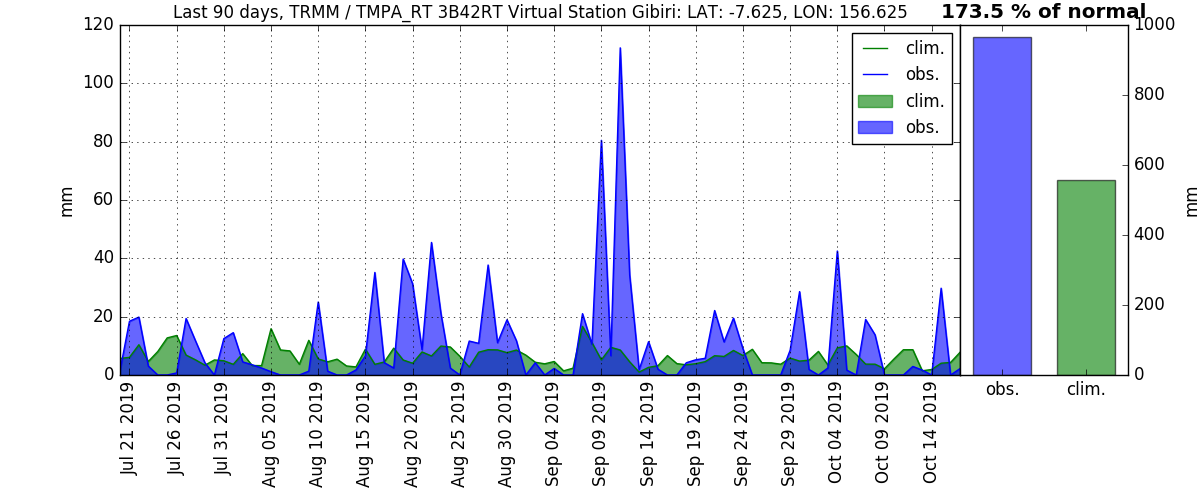 Last 90 days, TRMM / TMPA_RT 3B42RT Virtual Station Gibiri: LAT: -7.625, LON: 156.625
173.5 % of normal
120
100
80
60
40
20
0
mm
clim.
obs.
clim.
obs.
Jul 21 2019
Jul 26 2019
Jul 31 2019
Aug 05 2019
Aug 10 2019
Aug 15 2019
Aug 20 2019
Aug 25 2019
Aug 30 2019
Sep 04 2019
Sep 09 2019
Sep 14 2019
Sep 19 2019
Sep 24 2019
Sep 29 2019
Oct 04 2019
Oct 09 2019
Oct 14 2019
1000
800
600
400
200
0
mm
obs.
clim.